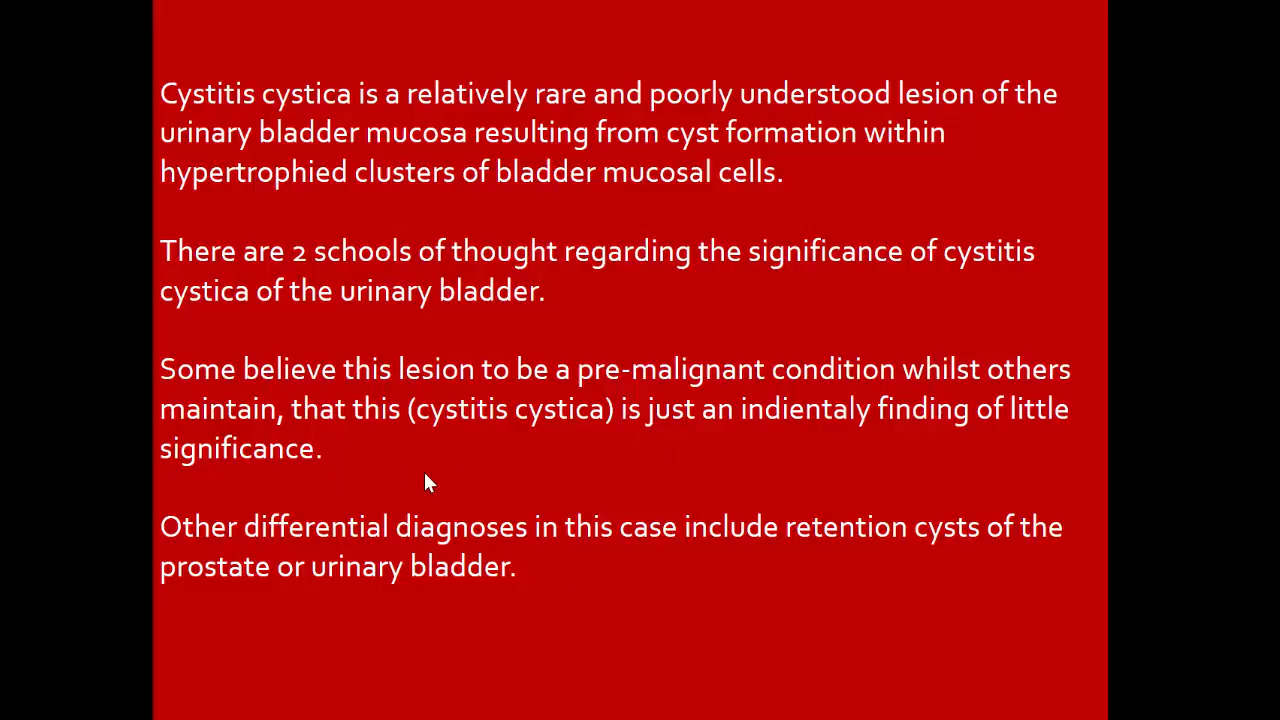 Cystitis cystica is a relatively rare and poorly understood lesion of the
urinary bladder mucosa resulting from cyst formation within
hypertrophied clusters of bladder mucosal cells.
There are 2 schools of thought regarding the significance of cystitis
cystica of the urinary bladder.
Some believe this lesion to be a pre-malignant condition whilst others
maintain, that this (cystitis cystica) is just an indientaly finding of little
significance.
Other differential diagnoses in this case include retention cysts of the
prostate or urinary bladder.